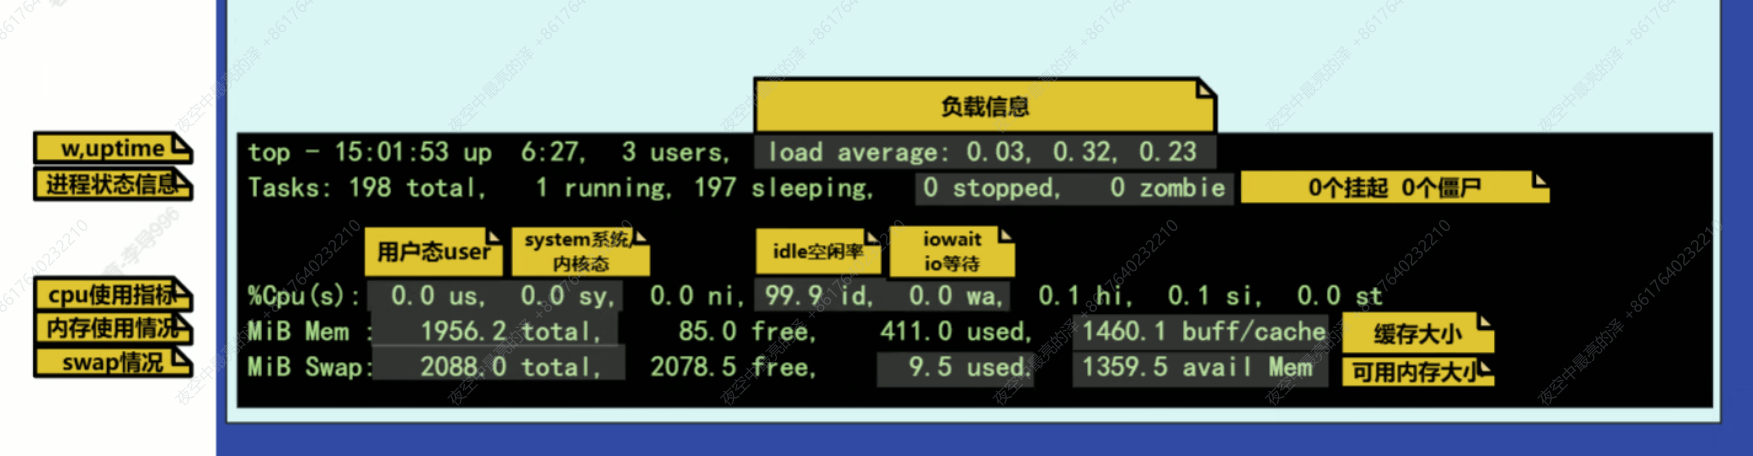 负载信息
w,uptime
top - 15:01:53 up  6:27,  3 users,  load average: 0.03, 0.32, 0.23
进程状态信息
Tasks: 198 total,   1 running, 197 sleeping,   0 stopped,   0 zombie
0个挂起 0个僵尸
用户态user
system系统/
内核态
idle空闲率
iowait
io等待
cpu使用指标
%Cpu(s):  0.0 us,  0.0 sy,  0.0 ni, 99.9 id,  0.0 wa,  0.1 hi,  0.1 si,  0.0 st
内存使用情况
MiB Mem :   1956.2 total,     85.0 free,    411.0 used,   1460.1 buff/cache
缓存大小
swap情况
MiB Swap:   2088.0 total,   2078.5 free,      9.5 used,   1359.5 avail Mem
可用内存大小
夜空中最亮的泽 +8617640232210